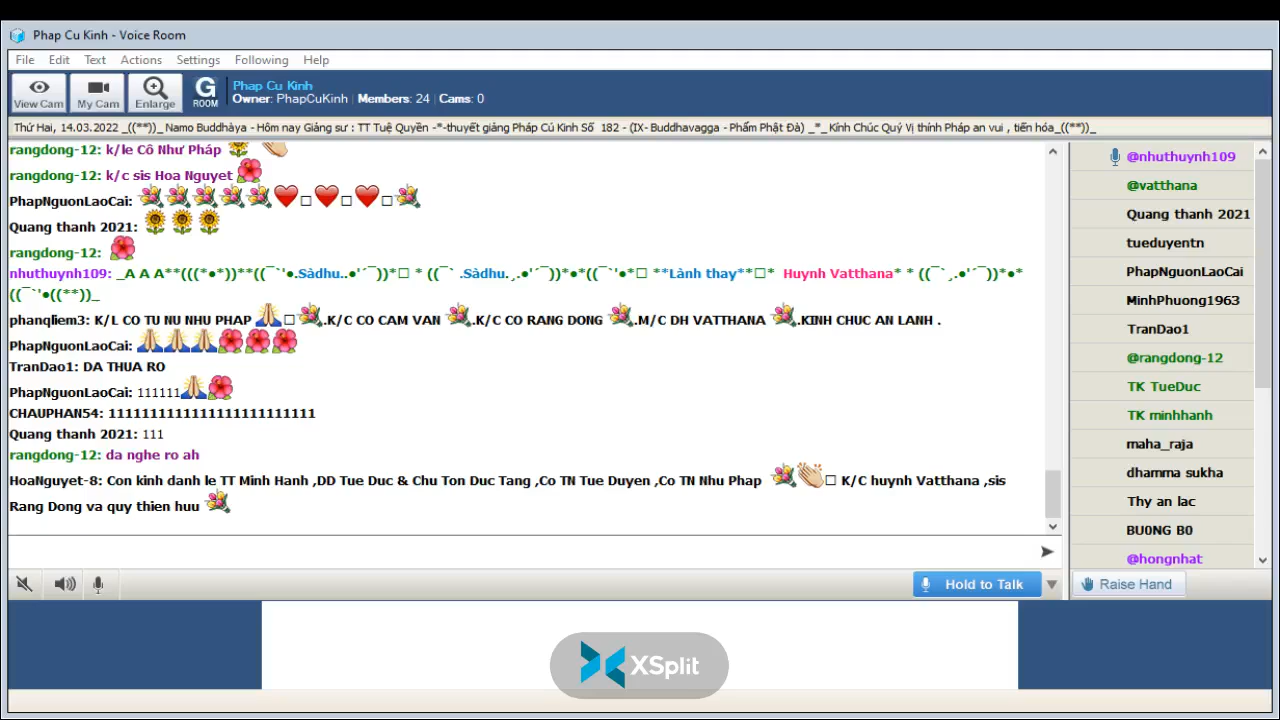 Phap Cu Kinh - Voice Room
File Edit Text Actions Settings Following Help
View Cam My Cam Enlarge G ROOM
Phap Cu Kinh
Owner: PhapCuKinh | Members: 24 | Cams: 0
Thứ Hai, 14.03.2022 _((**))_ Namo Buddhàya - Hôm nay Giảng sư : TT Tuệ Quyền -*-thuyết giảng Pháp Cú Kinh Số 182 - (IX- Buddhavagga - Phẩm Phật Đà) _*_ Kính Chúc Quý Vị thính Pháp an vui , tiến hóa_((**))_
rangdong-12: k/le Cô Như Pháp
rangdong-12: k/c sis Hoa Nguyet
PhapNguonLaoCai:
Quang thanh 2021:
rangdong-12:
nhuthuynh109: _A A A**(((*●*))**((¯`'●.Sàdhu..●'´¯))*□ * ((¯` .Sàdhu.¸.●'´¯))*●*((¯`'●*□ **Lành thay**□* Huynh Vatthana* * ((¯`¸.●'´¯))*●*
((¯`'●((**))_
phanqliem3: K/L CO TU NU NHU PHAP □ .K/C CO CAM VAN .K/C CO RANG DONG .M/C DH VATTHANA .KINH CHUC AN LANH .
PhapNguonLaoCai:
TranDao1: DA THUA RO
PhapNguonLaoCai: 111111
CHAUPHAN54: 1111111111111111111111111
Quang thanh 2021: 111
rangdong-12: da nghe ro ah
HoaNguyet-8: Con kinh danh le TT Minh Hanh ,DD Tue Duc & Chu Ton Duc Tang ,Co TN Tue Duyen ,Co TN Nhu Phap □ K/C huynh Vatthana ,sis
Rang Dong va quy thien huu
@nhuthuynh109
@vatthana
Quang thanh 2021
tueduyentn
PhapNguonLaoCai
MinhPhuong1963
TranDao1
@rangdong-12
TK TueDuc
TK minhhanh
maha_raja
dhamma sukha
Thy an lac
BU0NG B0
@hongnhat
Hold to Talk
Raise Hand
XSplit